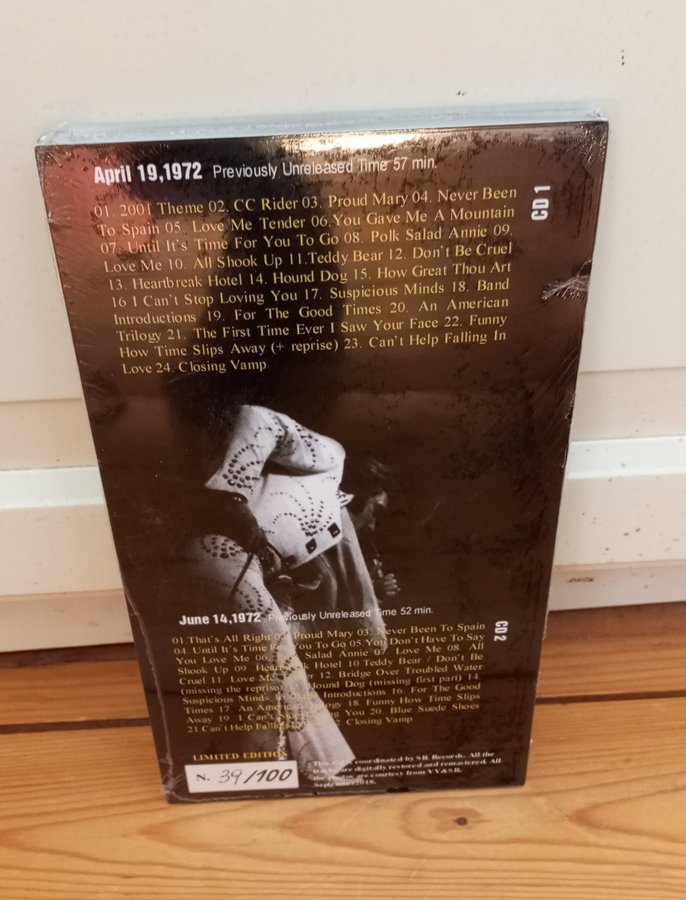 April 19,1972 Previously Unreleased Time 57 min.
CD 1
01. 2001 Theme 02. CC Rider 03. Proud Mary 04. Never Been
To Spain 05. Love Me Tender 06.You Gave Me A Mountain
07. Until It's Time For You To Go 08. Polk Salad Annie 09.
Love Me 10. All Shook Up 11.Teddy Bear 12. Don't Be Cruel
13. Heartbreak Hotel 14. Hound Dog 15. How Great Thou Art
16 I Can't Stop Loving You 17. Suspicious Minds 18. Band
Introductions 19. For The Good Times 20. An American
Trilogy 21. The First Time Ever I Saw Your Face 22. Funny
How Time Slips Away (+ reprise) 23. Can't Help Falling In
Love 24. Closing Vamp
June 14,1972 Previously Unreleased Time 52 min.
CD 2
01.That's All Right 02. Proud Mary 03. Never Been To Spain
04. Until It's Time For You To Go 05.You Don't Have To Say
You Love Me 06. Salad Annie 07. Love Me 08. All
Shook Up 09. Heartbreak Hotel 10 Teddy Bear / Don't Be
Cruel 11. Love Me 12. Bridge Over Troubled Water
(missing the reprise) Hound Dog (missing first part) 14.
Suspicious Minds Introductions 16. For The Good
Times 17. An American Trilogy 18. Funny How Time Slips
Away 19. I Can't Stop Loving You 20. Blue Suede Shoes
21 Can't Help Falling Closing Vamp
LIMITED EDITION
N. 39/100
This is coordinated by SR Records. All the
tracks are digitally restored and remastered. All
the photos are courtesy from VV&SR.
September2018.